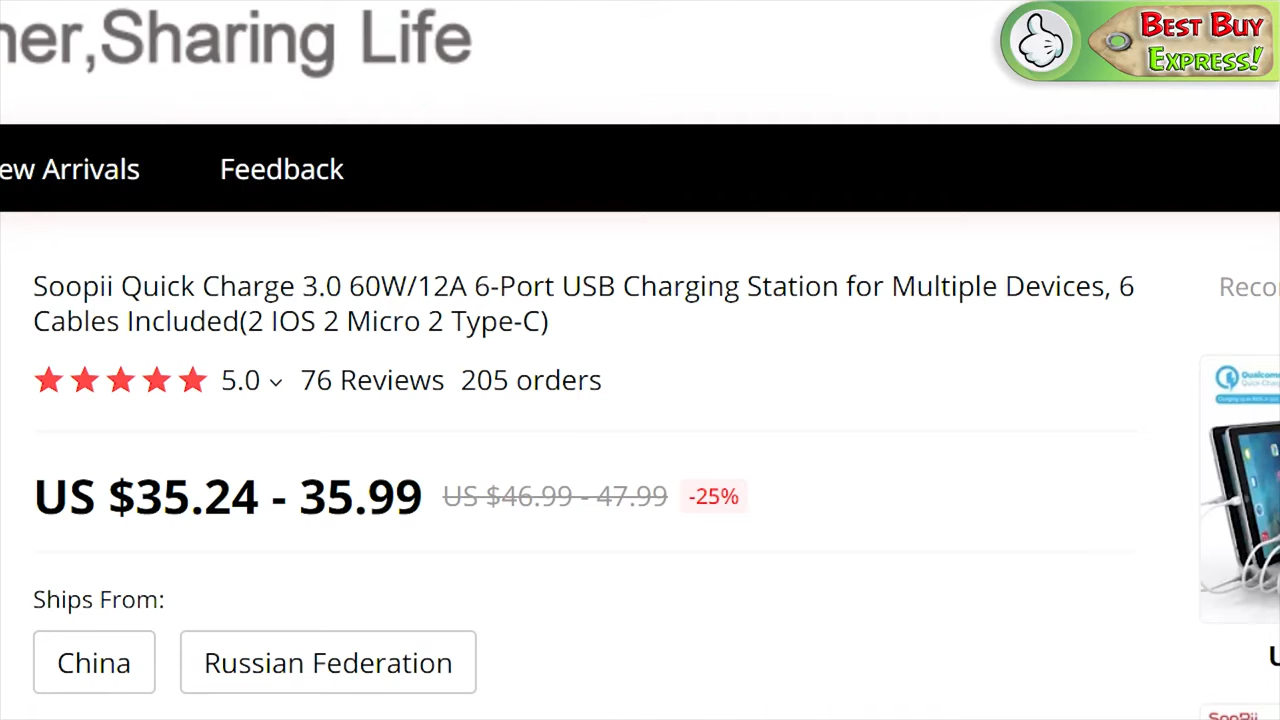 ner,Sharing Life
BEST BUY
EXPRESS!
ew Arrivals
Feedback
Soopii Quick Charge 3.0 60W/12A 6-Port USB Charging Station for Multiple Devices, 6
Cables Included(2 IOS 2 Micro 2 Type-C)
5.0
76 Reviews
205 orders
Reco
Qualcomm
US $35.24 - 35.99
US $46.99 - 47.99
-25%
Ships From:
China
Russian Federation
U
SooPii